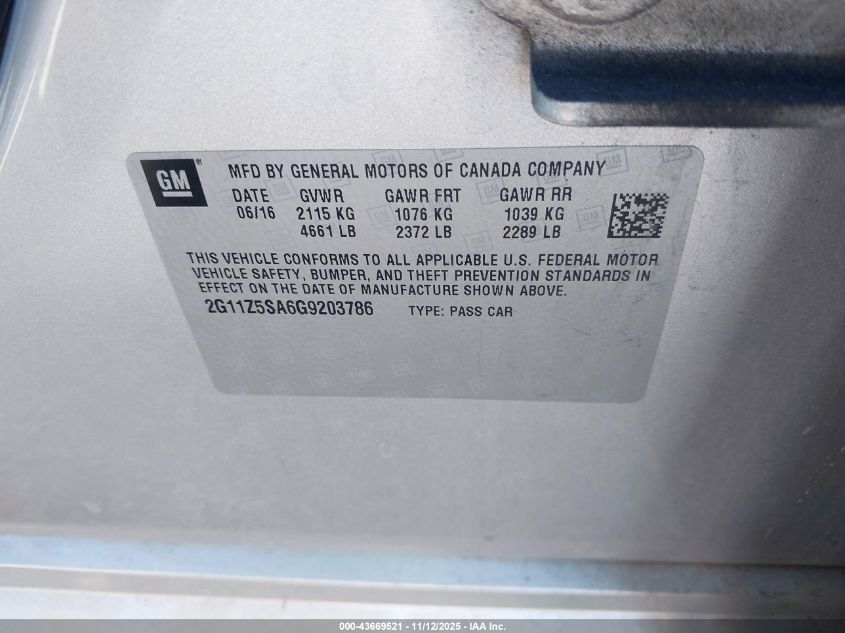 GM ® MFD BY GENERAL MOTORS OF CANADA COMPANY
DATE GVWR GAWR FRT GAWR RR
06/16 2115 KG 1076 KG 1039 KG
4661 LB 2372 LB 2289 LB
THIS VEHICLE CONFORMS TO ALL APPLICABLE U.S. FEDERAL MOTOR
VEHICLE SAFETY, BUMPER, AND THEFT PREVENTION STANDARDS IN
EFFECT ON THE DATE OF MANUFACTURE SHOWN ABOVE.
2G11Z5SA6G9203786 TYPE: PASS CAR
000-43669521 - 11/12/2025 - IAA Inc.